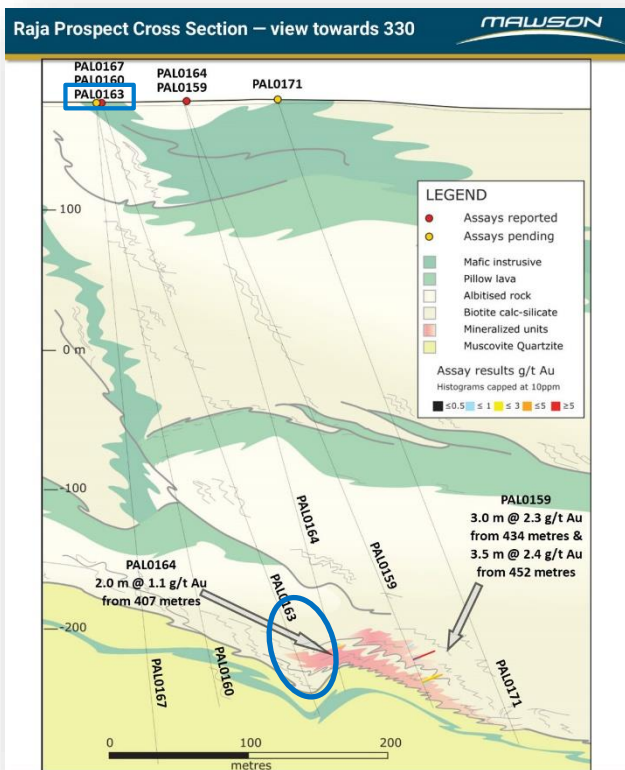 Raja Prospect Cross Section – view towards 330
MAWSON
PAL0167
PAL0160
PAL0163
PAL0164
PAL0159
PAL0171
100
0 m
-100
-200
LEGEND
Assays reported
Assays pending
Mafic instrusive
Pillow lava
Albitised rock
Biotite calc-silicate
Mineralized units
Muscovite Quartzite
Assay results g/t Au
Histograms capped at 10ppm
≤0.5 ≤ 1 ≤ 3 ≤5 ≥5
PAL0159
3.0 m @ 2.3 g/t Au
from 434 metres &
3.5 m @ 2.4 g/t Au
from 452 metres
PAL0164
2.0 m @ 1.1 g/t Au
from 407 metres
PAL0164
PAL0159
PAL0163
PAL0167
PAL0160
PAL0171
0 100 200
metres